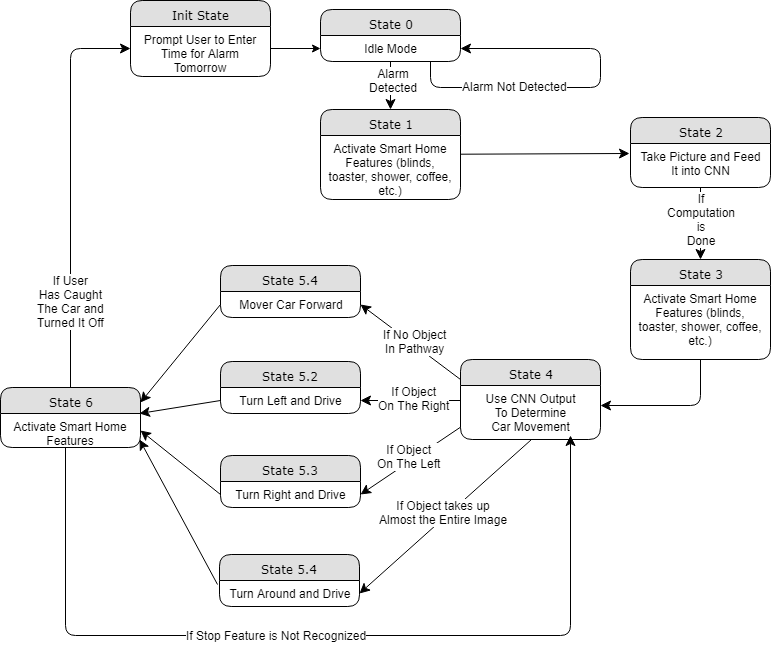 Init State
Prompt User to Enter
Time for Alarm
Tomorrow
State 0
Idle Mode
Alarm Not Detected
Alarm
Detected
State 1
Activate Smart Home
Features (blinds,
toaster, shower, coffee,
etc.)
State 2
Take Picture and Feed
It into CNN
If
Computation
is
Done
State 3
Activate Smart Home
Features (blinds,
toaster, shower, coffee,
etc.)
State 4
Use CNN Output
To Determine
Car Movement
If No Object
In Pathway
If Object
On The Right
If Object
On The Left
If Object takes up
Almost the Entire Image
State 5.4
Mover Car Forward
State 5.2
Turn Left and Drive
State 5.3
Turn Right and Drive
State 5.4
Turn Around and Drive
State 6
Activate Smart Home
Features
If User
Has Caught
The Car and
Turned It Off
If Stop Feature is Not Recognized